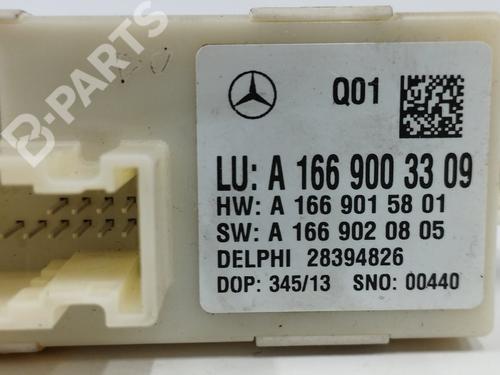 B-PARTS
Q01
LU: A 166 900 33 09
HW: A 166 901 58 01
SW: A 166 902 08 05
DELPHI 28394826
DOP: 345/13 SNO: 00440